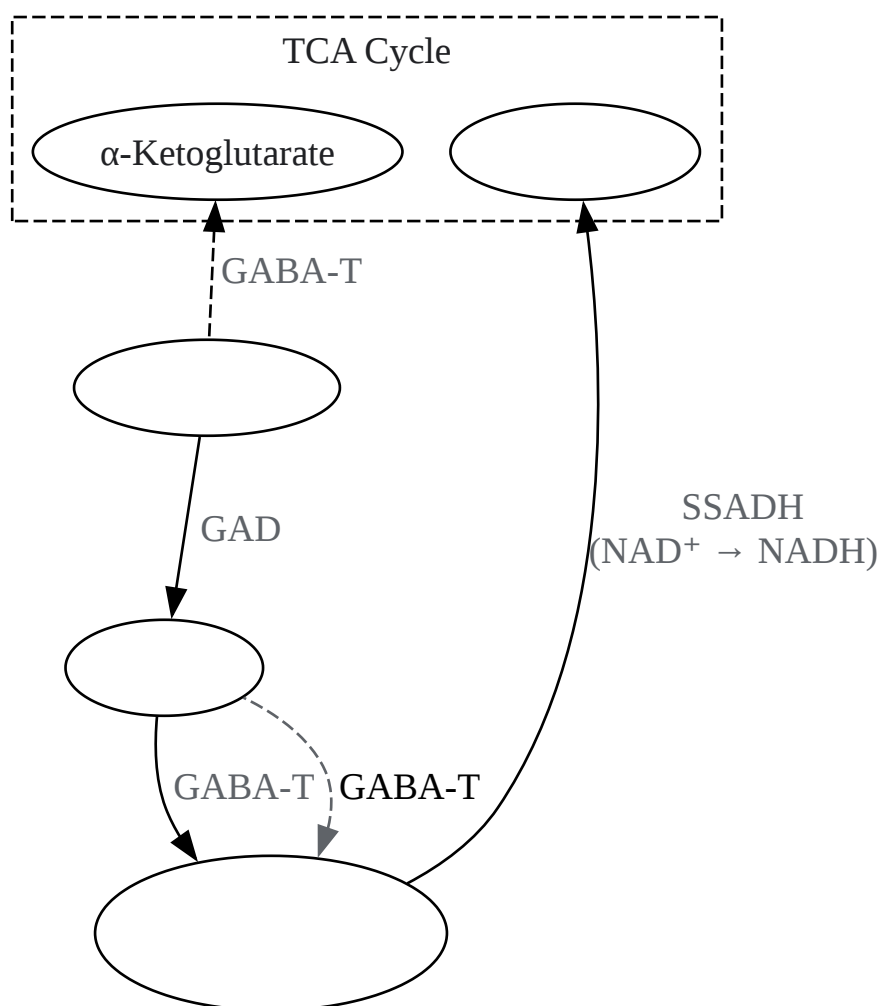 TCA Cycle
α-Ketoglutarate
GABA-T
SSADH
(NAD⁺ → NADH)
GAD
GABA-T
GABA-T